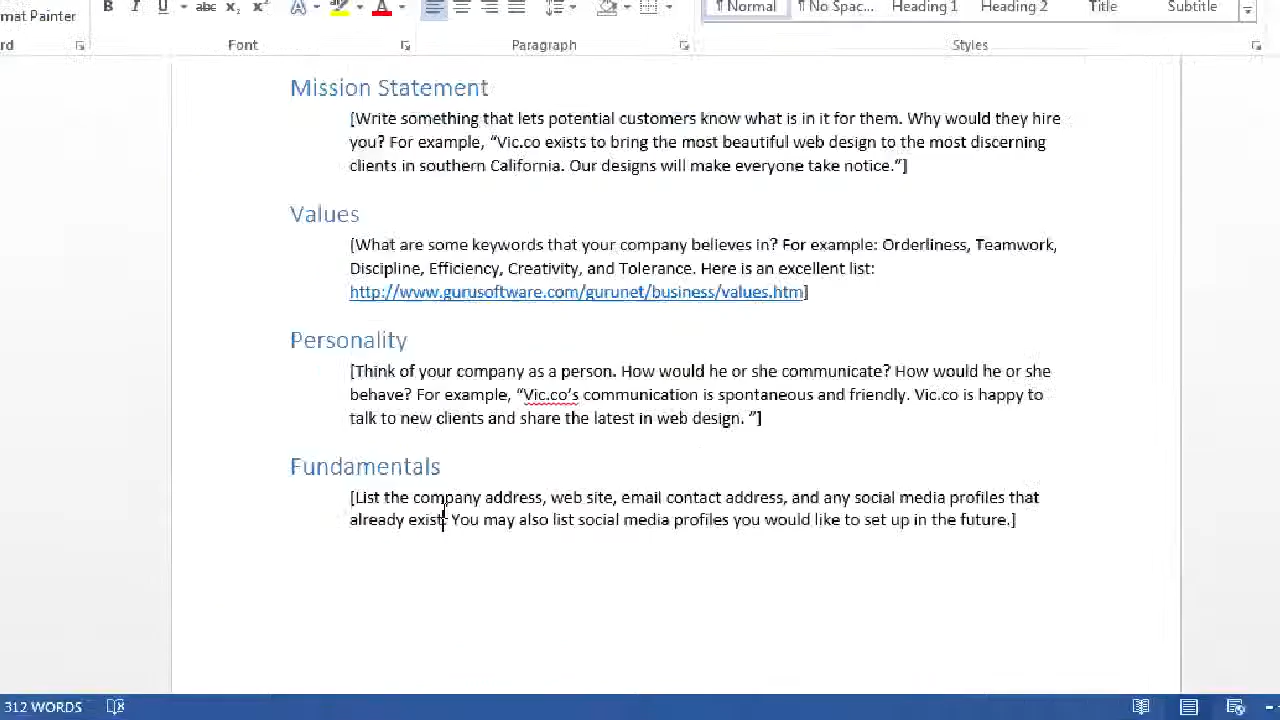 mat Painter
B I U abc x₂ x² A A
rd Font Paragraph Styles
¶ Normal ¶ No Spac... Heading 1 Heading 2 Title Subtitle
Mission Statement
[Write something that lets potential customers know what is in it for them. Why would they hire
you? For example, “Vic.co exists to bring the most beautiful web design to the most discerning
clients in southern California. Our designs will make everyone take notice.”]
Values
[What are some keywords that your company believes in? For example: Orderliness, Teamwork,
Discipline, Efficiency, Creativity, and Tolerance. Here is an excellent list:
http://www.gurusoftware.com/gurunet/business/values.htm]
Personality
[Think of your company as a person. How would he or she communicate? How would he or she
behave? For example, “Vic.co’s communication is spontaneous and friendly. Vic.co is happy to
talk to new clients and share the latest in web design. ”]
Fundamentals
[List the company address, web site, email contact address, and any social media profiles that
already exist. You may also list social media profiles you would like to set up in the future.]
312 WORDS